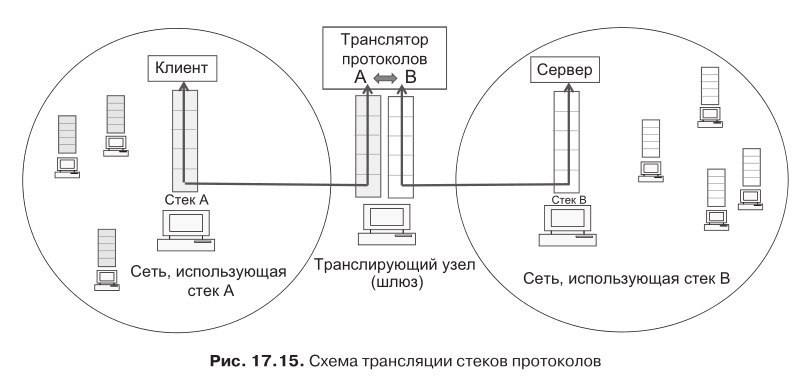 Транслятор
протоколов
А В
Клиент
Сервер
Стек А
Стек В
Сеть, использующая
стек А
Транслирующий узел
(шлюз)
Сеть, использующая стек В
Рис. 17.15. Схема трансляции стеков протоколов